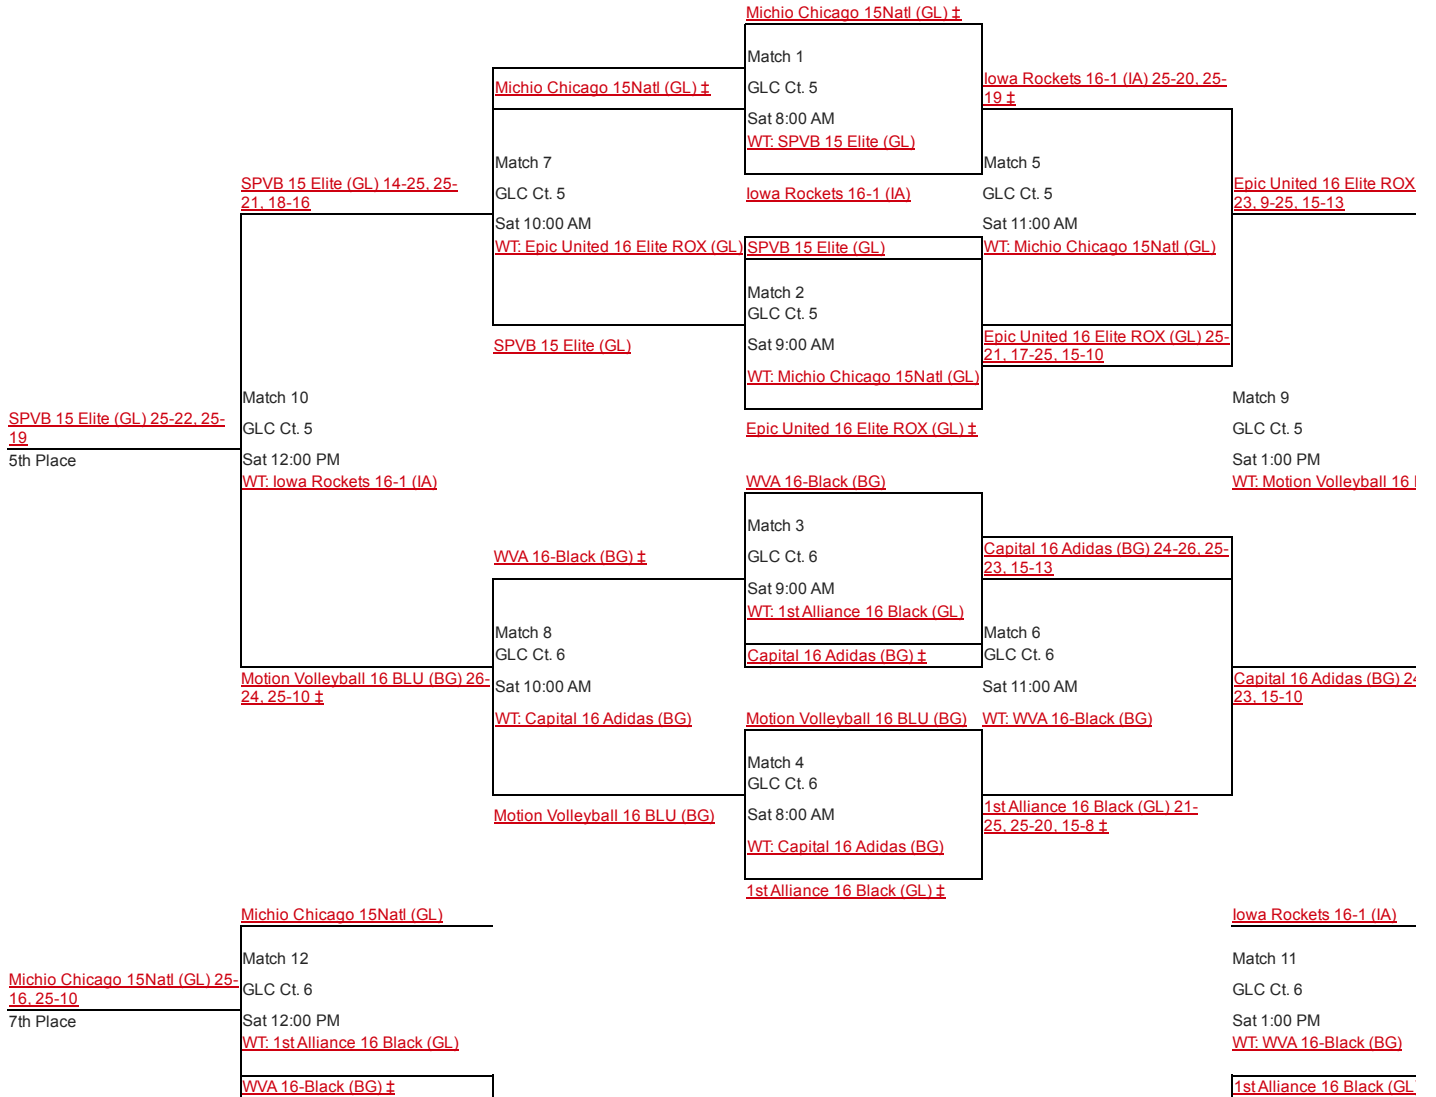 Michio Chicago 15Natl (GL) ‡
Match 1
GLC Ct. 5
Sat 8:00 AM
WT: SPVB 15 Elite (GL)
Iowa Rockets 16-1 (IA)
Michio Chicago 15Natl (GL) ‡
Match 7
GLC Ct. 5
Sat 10:00 AM
WT: Epic United 16 Elite ROX (GL)
SPVB 15 Elite (GL)
Iowa Rockets 16-1 (IA) 25-20, 25-
19 ‡
Match 5
GLC Ct. 5
Sat 11:00 AM
WT: Michio Chicago 15Natl (GL)
SPVB 15 Elite (GL) 14-25, 25-
21, 18-16
Epic United 16 Elite ROX
23, 9-25, 15-13
SPVB 15 Elite (GL)
Match 2
GLC Ct. 5
Sat 9:00 AM
WT: Michio Chicago 15Natl (GL)
Epic United 16 Elite ROX (GL) ‡
Epic United 16 Elite ROX (GL) 25-
21, 17-25, 15-10
SPVB 15 Elite (GL) 25-22, 25-
19
5th Place
Match 10
GLC Ct. 5
Sat 12:00 PM
WT: Iowa Rockets 16-1 (IA)
Match 9
GLC Ct. 5
Sat 1:00 PM
WT: Motion Volleyball 16
WVA 16-Black (BG)
Match 3
GLC Ct. 6
Sat 9:00 AM
WT: 1st Alliance 16 Black (GL)
Capital 16 Adidas (BG) ‡
WVA 16-Black (BG) ‡
Match 8
GLC Ct. 6
Sat 10:00 AM
WT: Capital 16 Adidas (BG)
Motion Volleyball 16 BLU (BG)
Capital 16 Adidas (BG) 24-26, 25-
23, 15-13
Match 6
GLC Ct. 6
Sat 11:00 AM
WT: WVA 16-Black (BG)
Motion Volleyball 16 BLU (BG) 26-
24, 25-10 ‡
Capital 16 Adidas (BG)
23, 15-10
Motion Volleyball 16 BLU (BG)
Match 4
GLC Ct. 6
Sat 8:00 AM
WT: Capital 16 Adidas (BG)
1st Alliance 16 Black (GL) ‡
1st Alliance 16 Black (GL) 21-
25, 25-20, 15-8 ‡
Michio Chicago 15Natl (GL)
Match 12
GLC Ct. 6
Sat 12:00 PM
WT: 1st Alliance 16 Black (GL)
WVA 16-Black (BG) ‡
Michio Chicago 15Natl (GL) 25-
16, 25-10
7th Place
Iowa Rockets 16-1 (IA)
Match 11
GLC Ct. 6
Sat 1:00 PM
WT: WVA 16-Black (BG)
1st Alliance 16 Black (GL